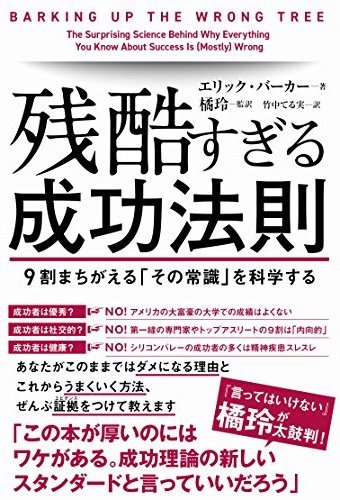 BARKING UP THE WRONG TREE
The Surprising Science Behind Why Everything
You Know About Success Is (Mostly) Wrong
エリック・バーカー─著
橘玲─監訳 竹中てる実─訳
残酷すぎる
成功法則
9割まちがえる「その常識」を科学する
成功者は優秀? ☞NO! アメリカの大富豪の大学での成績はよくない
成功者は社交的? ☞NO! 第一線の専門家やトップアスリートの9割は「内向的」
成功者は健康? ☞NO! シリコンバレーの成功者の多くは精神疾患スレスレ
あなたがこのままではダメになる理由と
これからうまくいく方法、
エビデンス
ぜんぶ証拠をつけて教えます
『言ってはいけない』
橘玲が
太鼓判!
「この本が厚いのには
ワケがある。成功理論の新しい
スタンダードと言っていいだろう」